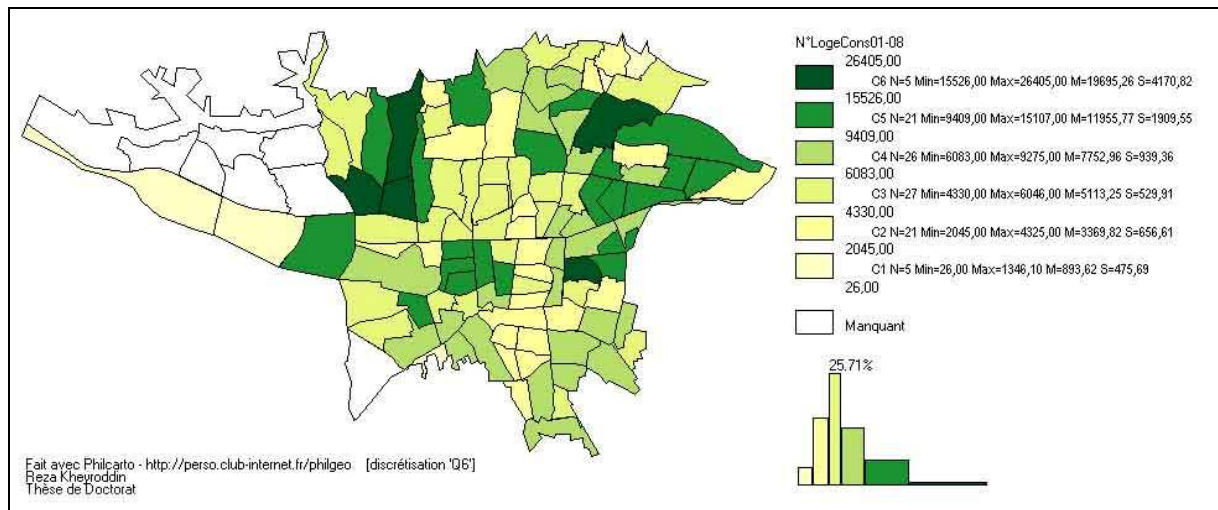 N°LogeCons01-08
26405,00
C6 N=5 Min=15526,00 Max=26405,00 M=19695,26 S=4170,82
15526,00
C5 N=21 Min=9409,00 Max=15107,00 M=11955,77 S=1909,55
9409,00
C4 N=26 Min=6083,00 Max=9275,00 M=7752,96 S=939,36
6083,00
C3 N=27 Min=4330,00 Max=6046,00 M=5113,25 S=529,91
4330,00
C2 N=21 Min=2045,00 Max=4325,00 M=3369,82 S=656,61
2045,00
C1 N=5 Min=26,00 Max=1346,10 M=893,62 S=475,69
26,00
Manquant
25.71%
Fait avec Philcarto - http://perso.club-internet.fr/philgeo [discrétisation 'Q6']
Reza Kheyroddin
Thèse de Doctorat